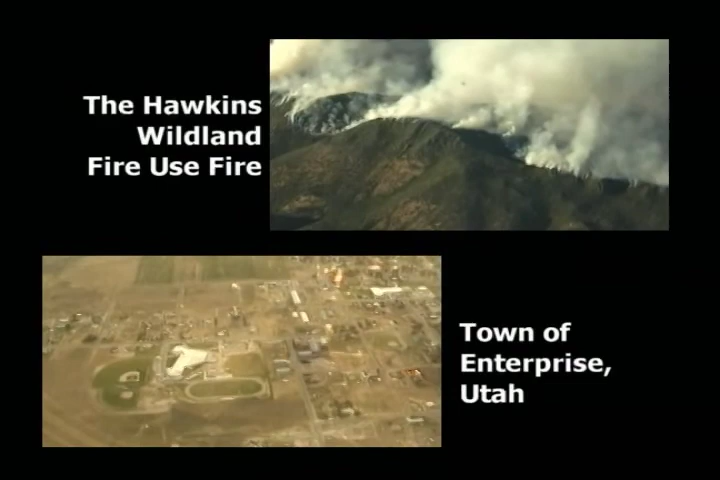 The Hawkins
Wildland
Fire Use Fire
Town of
Enterprise,
Utah